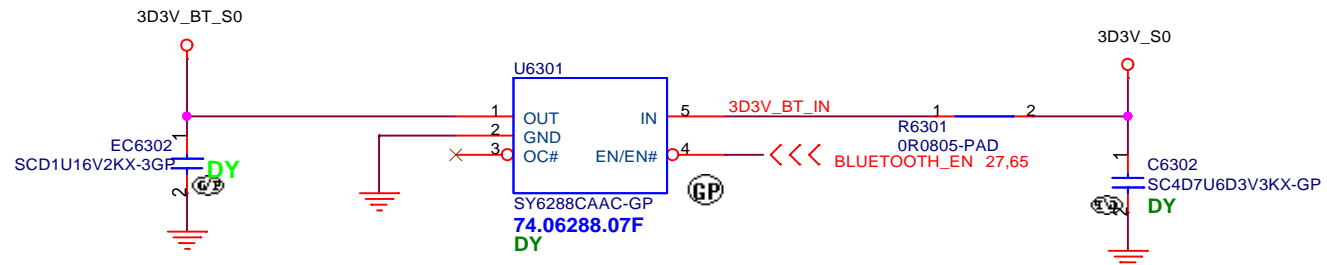 3D3V_BT_S0
3D3V_S0
U6301
1 OUT IN 5 3D3V_BT_IN 1 2
2 GND R6301
EC6302 1 3 OC# EN/EN# 4 0R0805-PAD
SCD1U16V2KX-3GP DY BLUETOOTH_EN 27,65
2 G/P GP 1 C6302
SY6288CAAC-GP SC4D7U6D3V3KX-GP
74.06288.07F 2 DY
DY